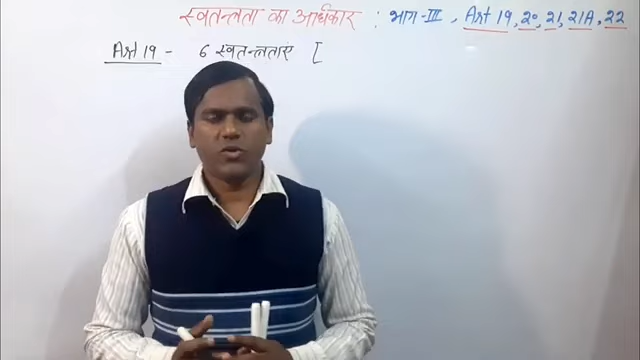 स्वतन्त्रता का अधिकार : भाग-III, Art 19, 20, 21, 21A, 22
Art 19 - 6 स्वतन्त्रताएं [